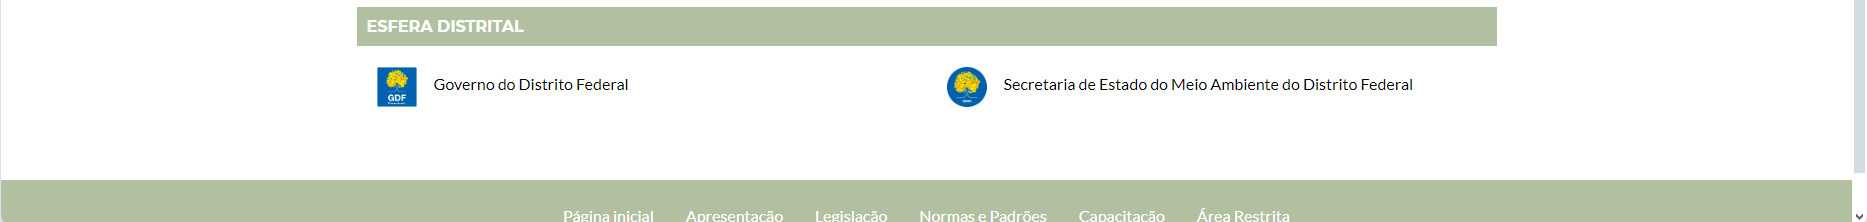 ESFERA DISTRITAL
GDF
Governo do Distrito Federal
Secretaria de Estado do Meio Ambiente do Distrito Federal
Página inicial Apresentação Legislação Normas e Padrões Capacitação Área Restrita